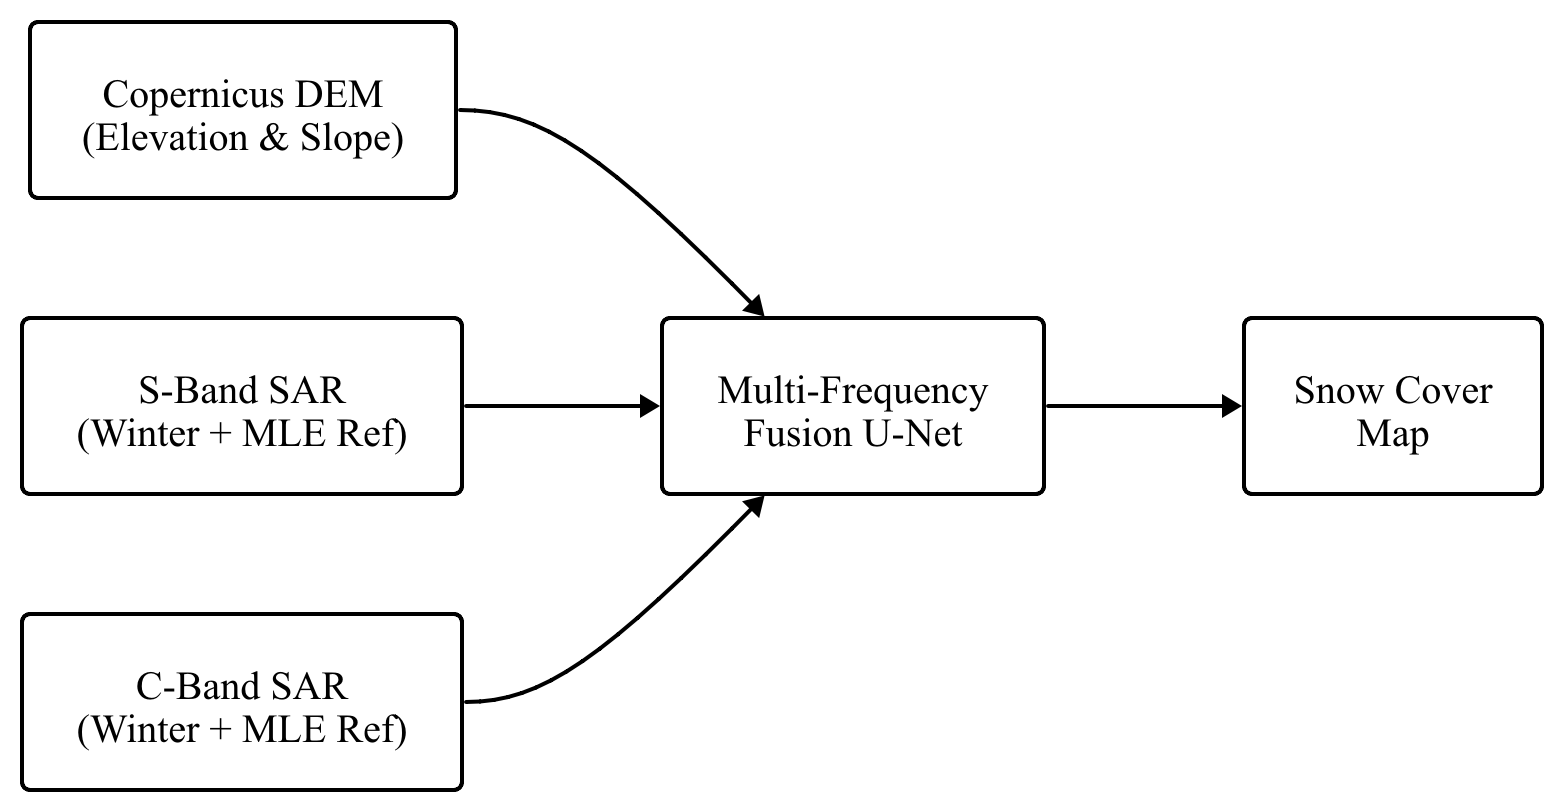 Copernicus DEM
(Elevation & Slope)
S-Band SAR
(Winter + MLE Ref)
Multi-Frequency
Fusion U-Net
Snow Cover
Map
C-Band SAR
(Winter + MLE Ref)